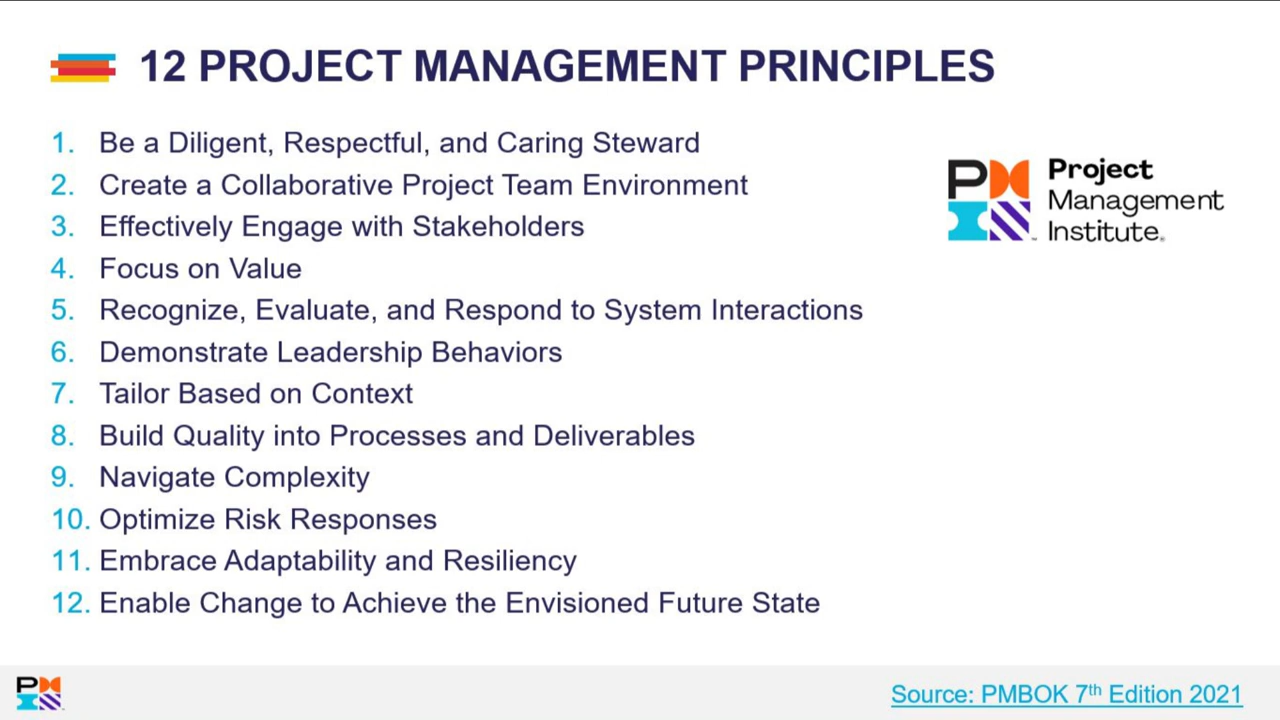 12 PROJECT MANAGEMENT PRINCIPLES
1. Be a Diligent, Respectful, and Caring Steward
2. Create a Collaborative Project Team Environment
3. Effectively Engage with Stakeholders
4. Focus on Value
5. Recognize, Evaluate, and Respond to System Interactions
6. Demonstrate Leadership Behaviors
7. Tailor Based on Context
8. Build Quality into Processes and Deliverables
9. Navigate Complexity
10. Optimize Risk Responses
11. Embrace Adaptability and Resiliency
12. Enable Change to Achieve the Envisioned Future State
Project
Management
Institute.
Source: PMBOK 7th Edition 2021